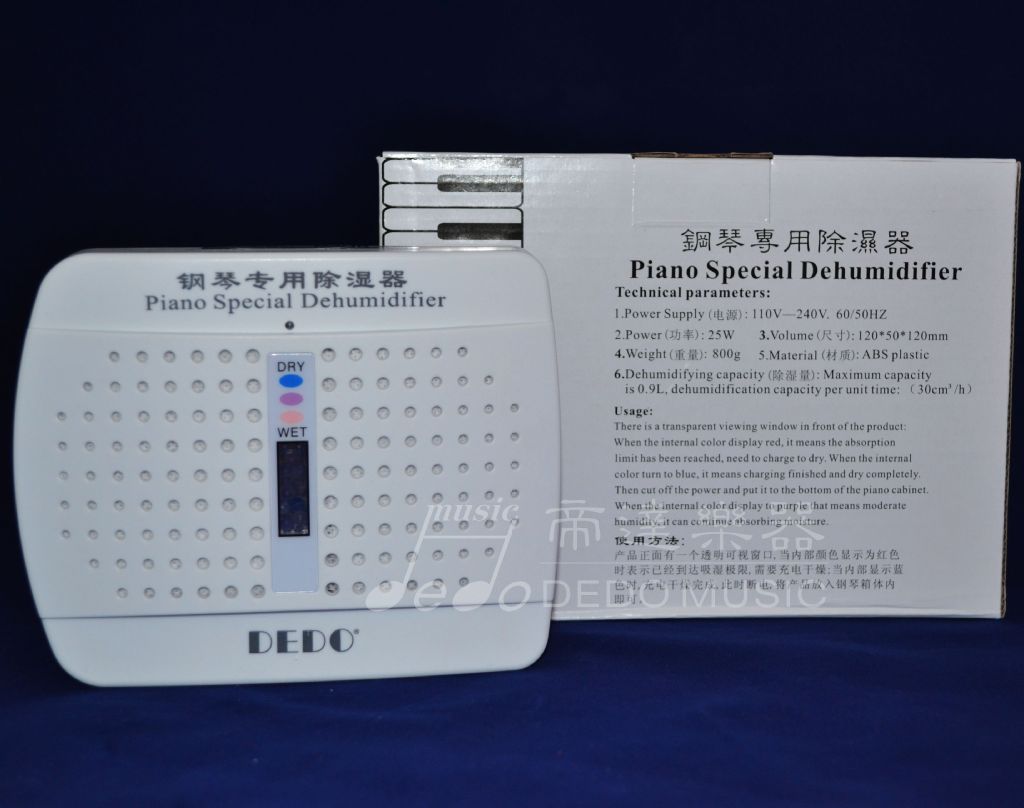 钢琴专用除湿器
Piano Special Dehumidifier
DRY
WET
DEDO®
鋼琴專用除濕器
Piano Special Dehumidifier
Technical parameters:
1.Power Supply (电源): 110V—240V. 60/50HZ
2.Power (功率): 25W 3.Volume (尺寸): 120*50*120mm
4.Weight (重量): 800g 5.Material (材质): ABS plastic
6.Dehumidifying capacity (除湿量): Maximum capacity
is 0.9L, dehumidification capacity per unit time: （30cm³/h）
Usage:
There is a transparent viewing window in front of the product:
When the internal color display red, it means the absorption
limit has been reached, need to charge to dry. When the internal
color turn to blue, it means charging finished and dry completely.
Then cut off the power and put it to the bottom of the piano cabinet.
When the internal color display to purple that means moderate
humidity, it can continue absorbing moisture.
使用方法:
产品正面有一个透明可视窗口,当内部颜色显示为红色
时表示已经到达吸湿极限,需要充电干燥;当内部显示蓝
色时,充电干燥完成,此时断电,将产品放入钢琴箱体内
即可.
music
dedo
帝達樂器
DEDO MUSIC